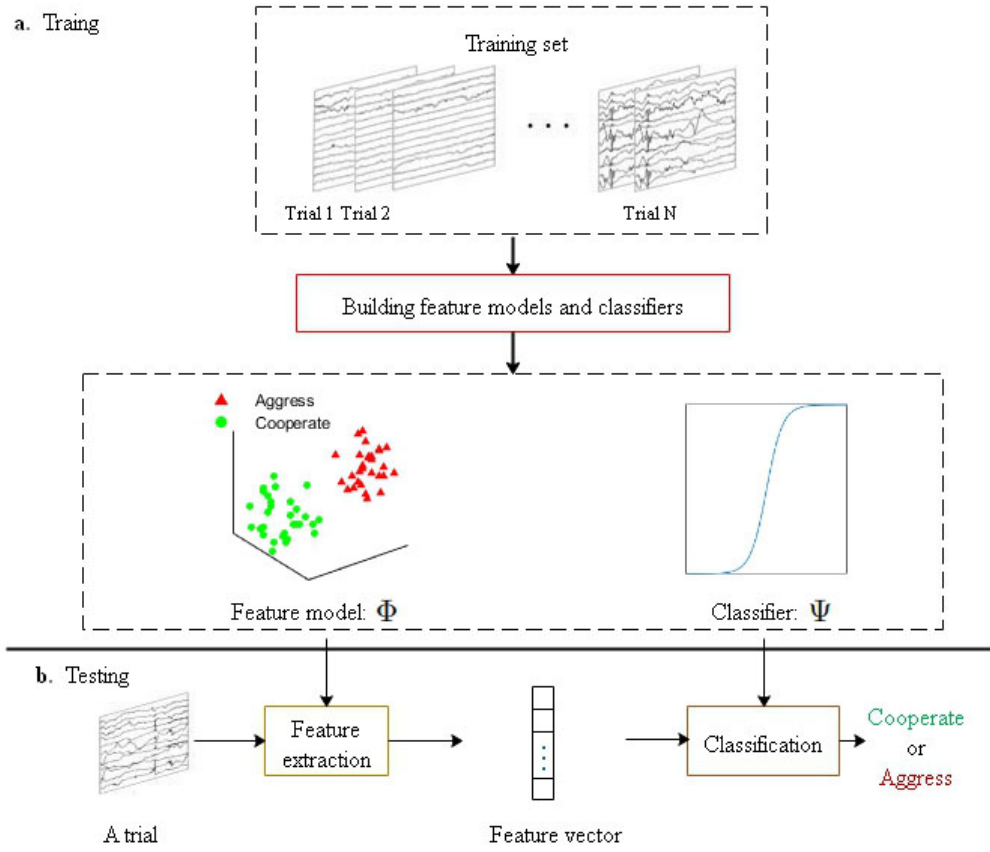 a. Traing
Training set
. . .
Trial 1 Trial 2
Trial N
Building feature models and classifiers
Aggress
Cooperate
Feature model: Φ
Classifier: Ψ
b. Testing
Feature
extraction
Classification
Cooperate
or
Aggress
A trial
Feature vector